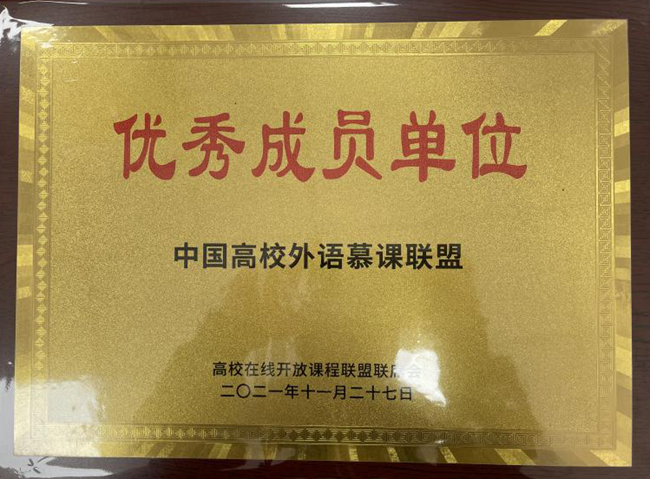 优秀成员单位
中国高校外语慕课联盟
高校在线开放课程联盟联席会
二〇二一年十一月二十七日